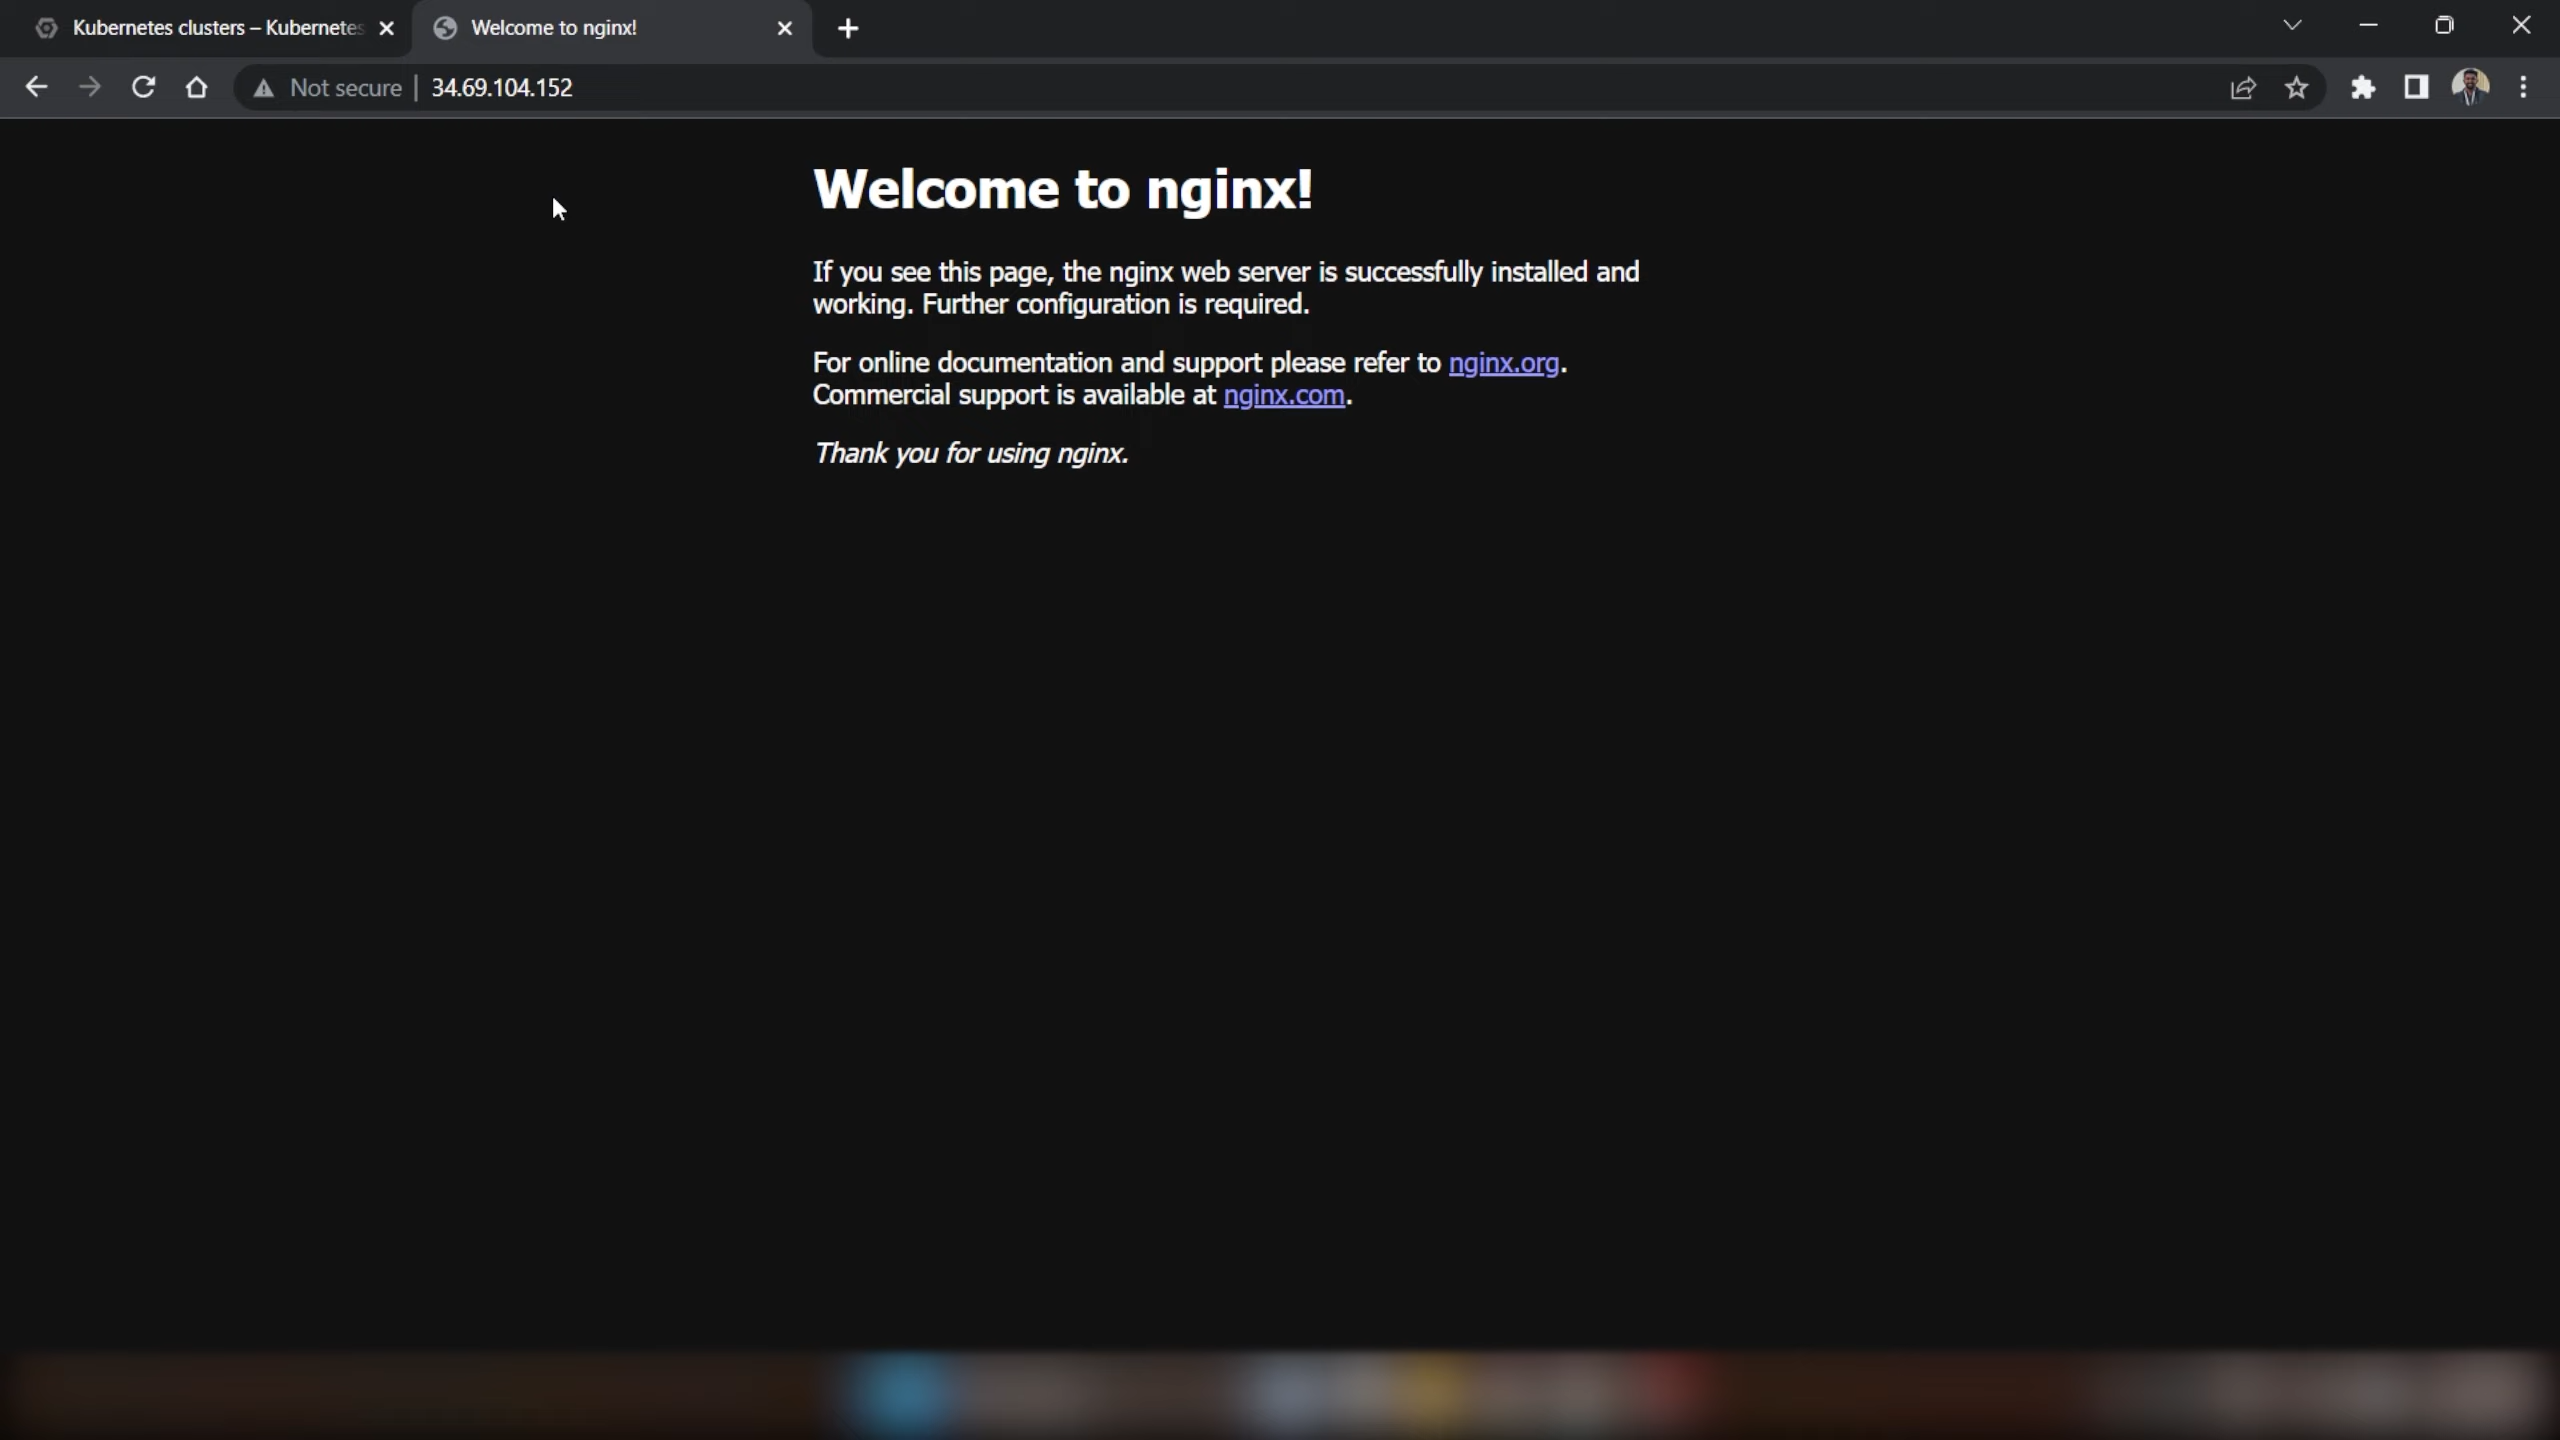 Kubernetes clusters – Kubernetes
Welcome to nginx!
Not secure
34.69.104.152
Welcome to nginx!
If you see this page, the nginx web server is successfully installed and
working. Further configuration is required.
For online documentation and support please refer to nginx.org.
Commercial support is available at nginx.com.
Thank you for using nginx.